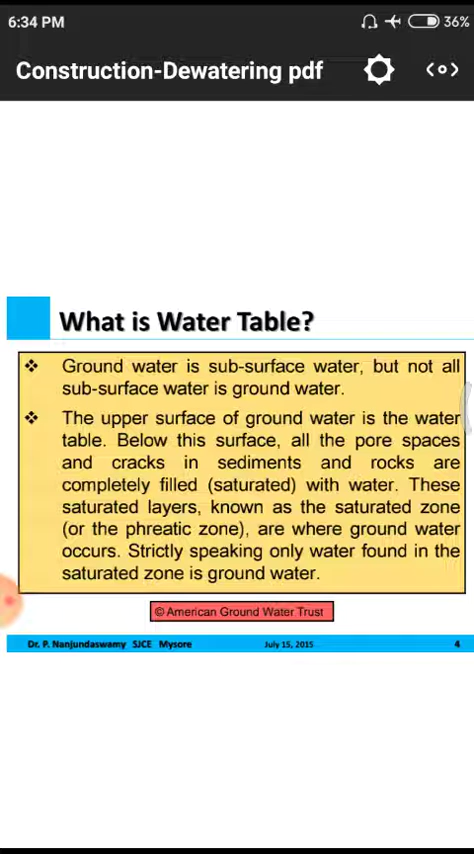 6:34 PM
36%
Construction-Dewatering pdf
What is Water Table?
❖ Ground water is sub-surface water, but not all
sub-surface water is ground water.
❖ The upper surface of ground water is the water
table. Below this surface, all the pore spaces
and cracks in sediments and rocks are
completely filled (saturated) with water. These
saturated layers, known as the saturated zone
(or the phreatic zone), are where ground water
occurs. Strictly speaking only water found in the
saturated zone is ground water.
© American Ground Water Trust
Dr. P. Nanjundaswamy SJCE Mysore July 15, 2015 4